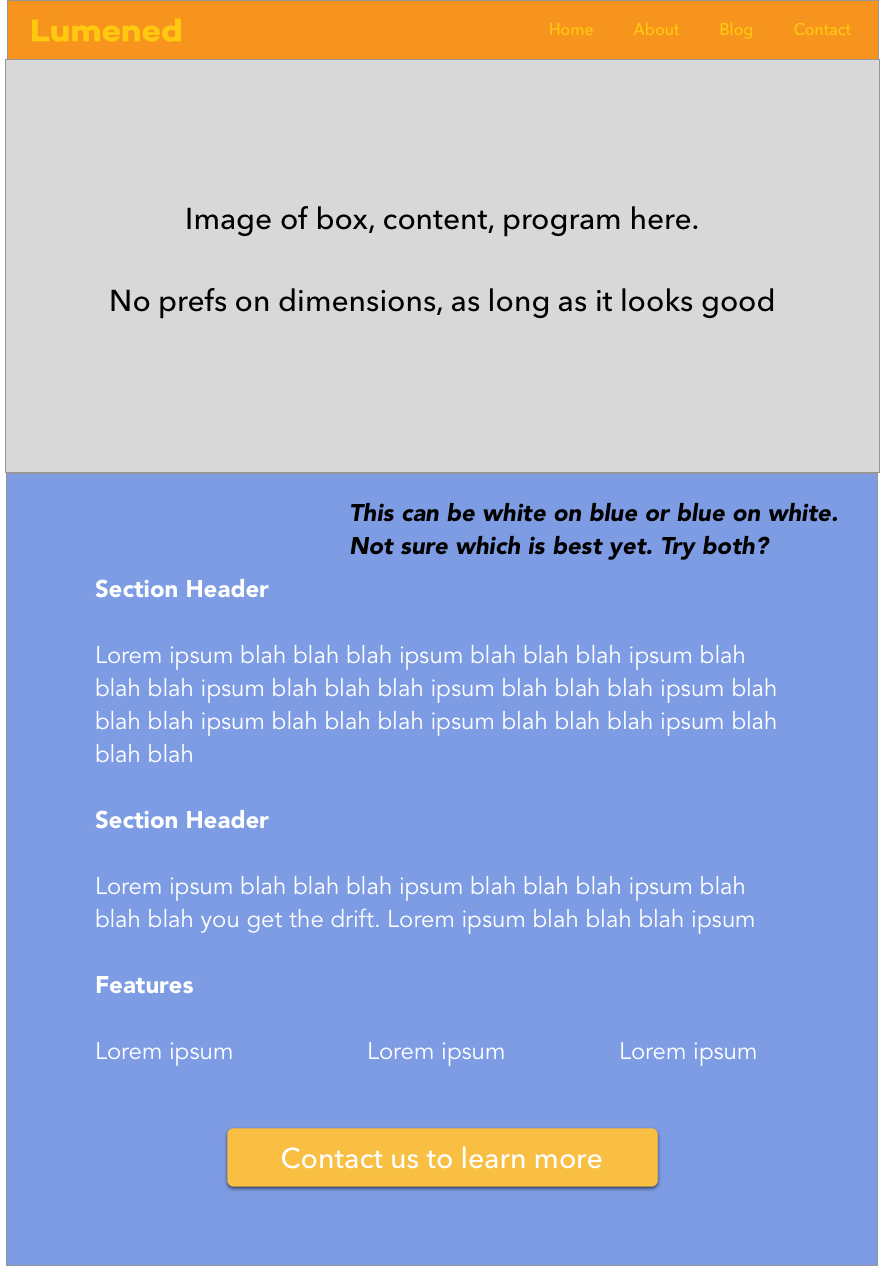 Lumened
Home About Blog Contact
Image of box, content, program here.
No prefs on dimensions, as long as it looks good
This can be white on blue or blue on white.
Not sure which is best yet. Try both?
Section Header
Lorem ipsum blah blah blah ipsum blah blah blah ipsum blah
blah blah ipsum blah blah blah ipsum blah blah blah ipsum blah
blah blah ipsum blah blah blah ipsum blah blah blah ipsum blah
blah blah
Section Header
Lorem ipsum blah blah blah ipsum blah blah blah ipsum blah
blah blah you get the drift. Lorem ipsum blah blah blah ipsum
Features
Lorem ipsum Lorem ipsum Lorem ipsum
Contact us to learn more